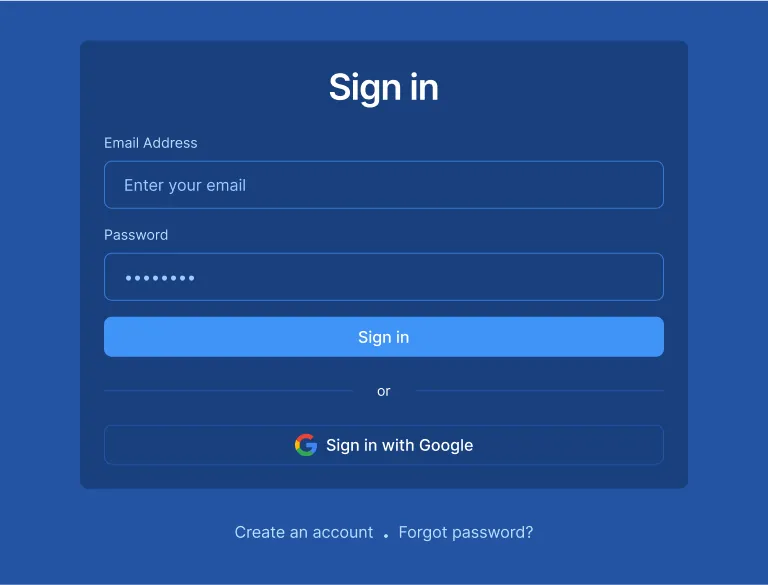 Sign in
Email Address
Enter your email
Password
••••••••
Sign in
or
Sign in with Google
Create an account • Forgot password?